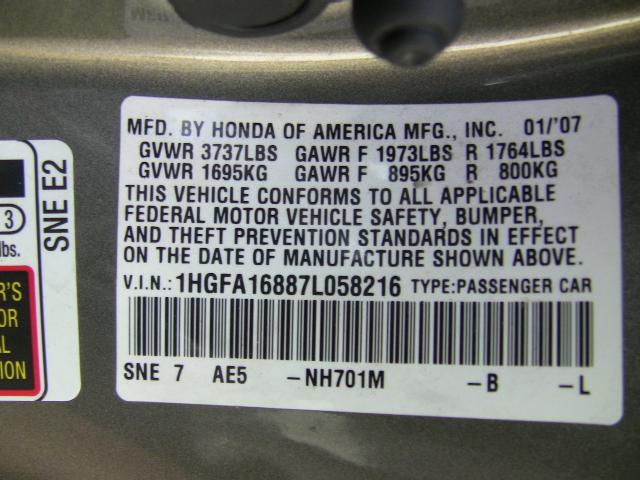 MFD. BY HONDA OF AMERICA MFG., INC. 01/'07
GVWR 3737LBS GAWR F 1973LBS R 1764LBS
GVWR 1695KG GAWR F 895KG R 800KG
THIS VEHICLE CONFORMS TO ALL APPLICABLE
FEDERAL MOTOR VEHICLE SAFETY, BUMPER,
AND THEFT PREVENTION STANDARDS IN EFFECT
ON THE DATE OF MANUFACTURE SHOWN ABOVE.
V.I.N.: 1HGFA16887L058216 TYPE:PASSENGER CAR
SNE 7 AE5 -NH701M -B -L
SNE E2
3
lbs.